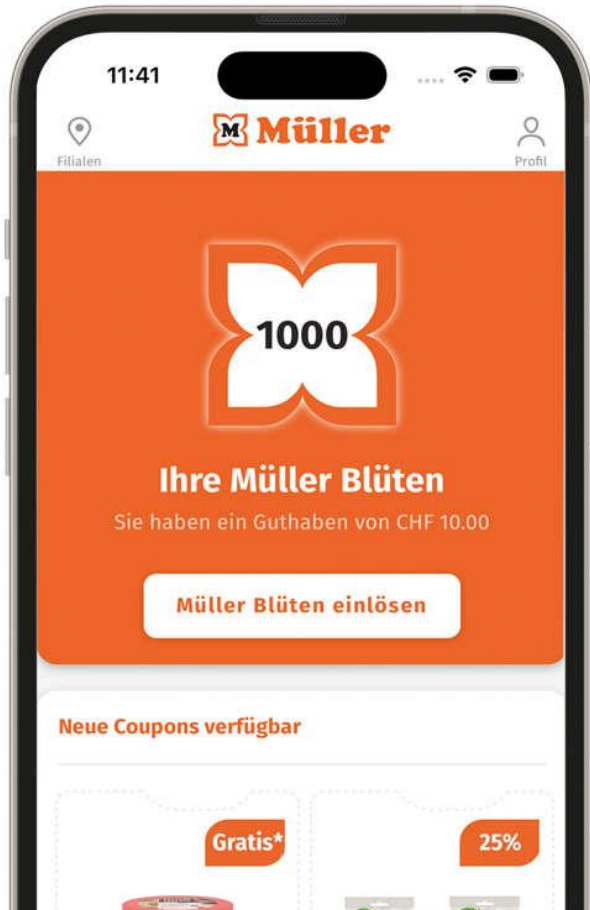 11:41
M Müller
Filialen
Profil
1000
Ihre Müller Blüten
Sie haben ein Guthaben von CHF 10.00
Müller Blüten einlösen
Neue Coupons verfügbar
Gratis*
25%